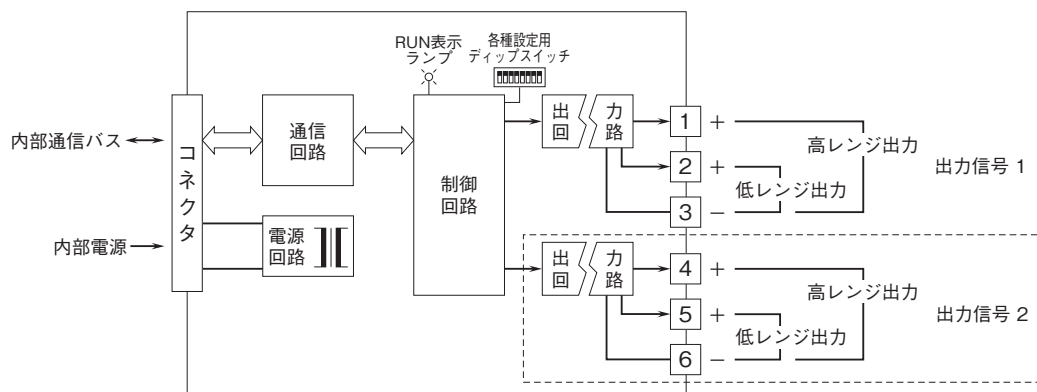 RUN表示
ランプ
各種設定用
ディップスイッチ
内部通信バス
コネクタ
通信
回路
内部電源
電源
回路
制御
回路
出 力
回 路
1 +
2 +
3 −
高レンジ出力
低レンジ出力
出力信号 1
出 力
回 路
4 +
5 +
6 −
高レンジ出力
低レンジ出力
出力信号 2